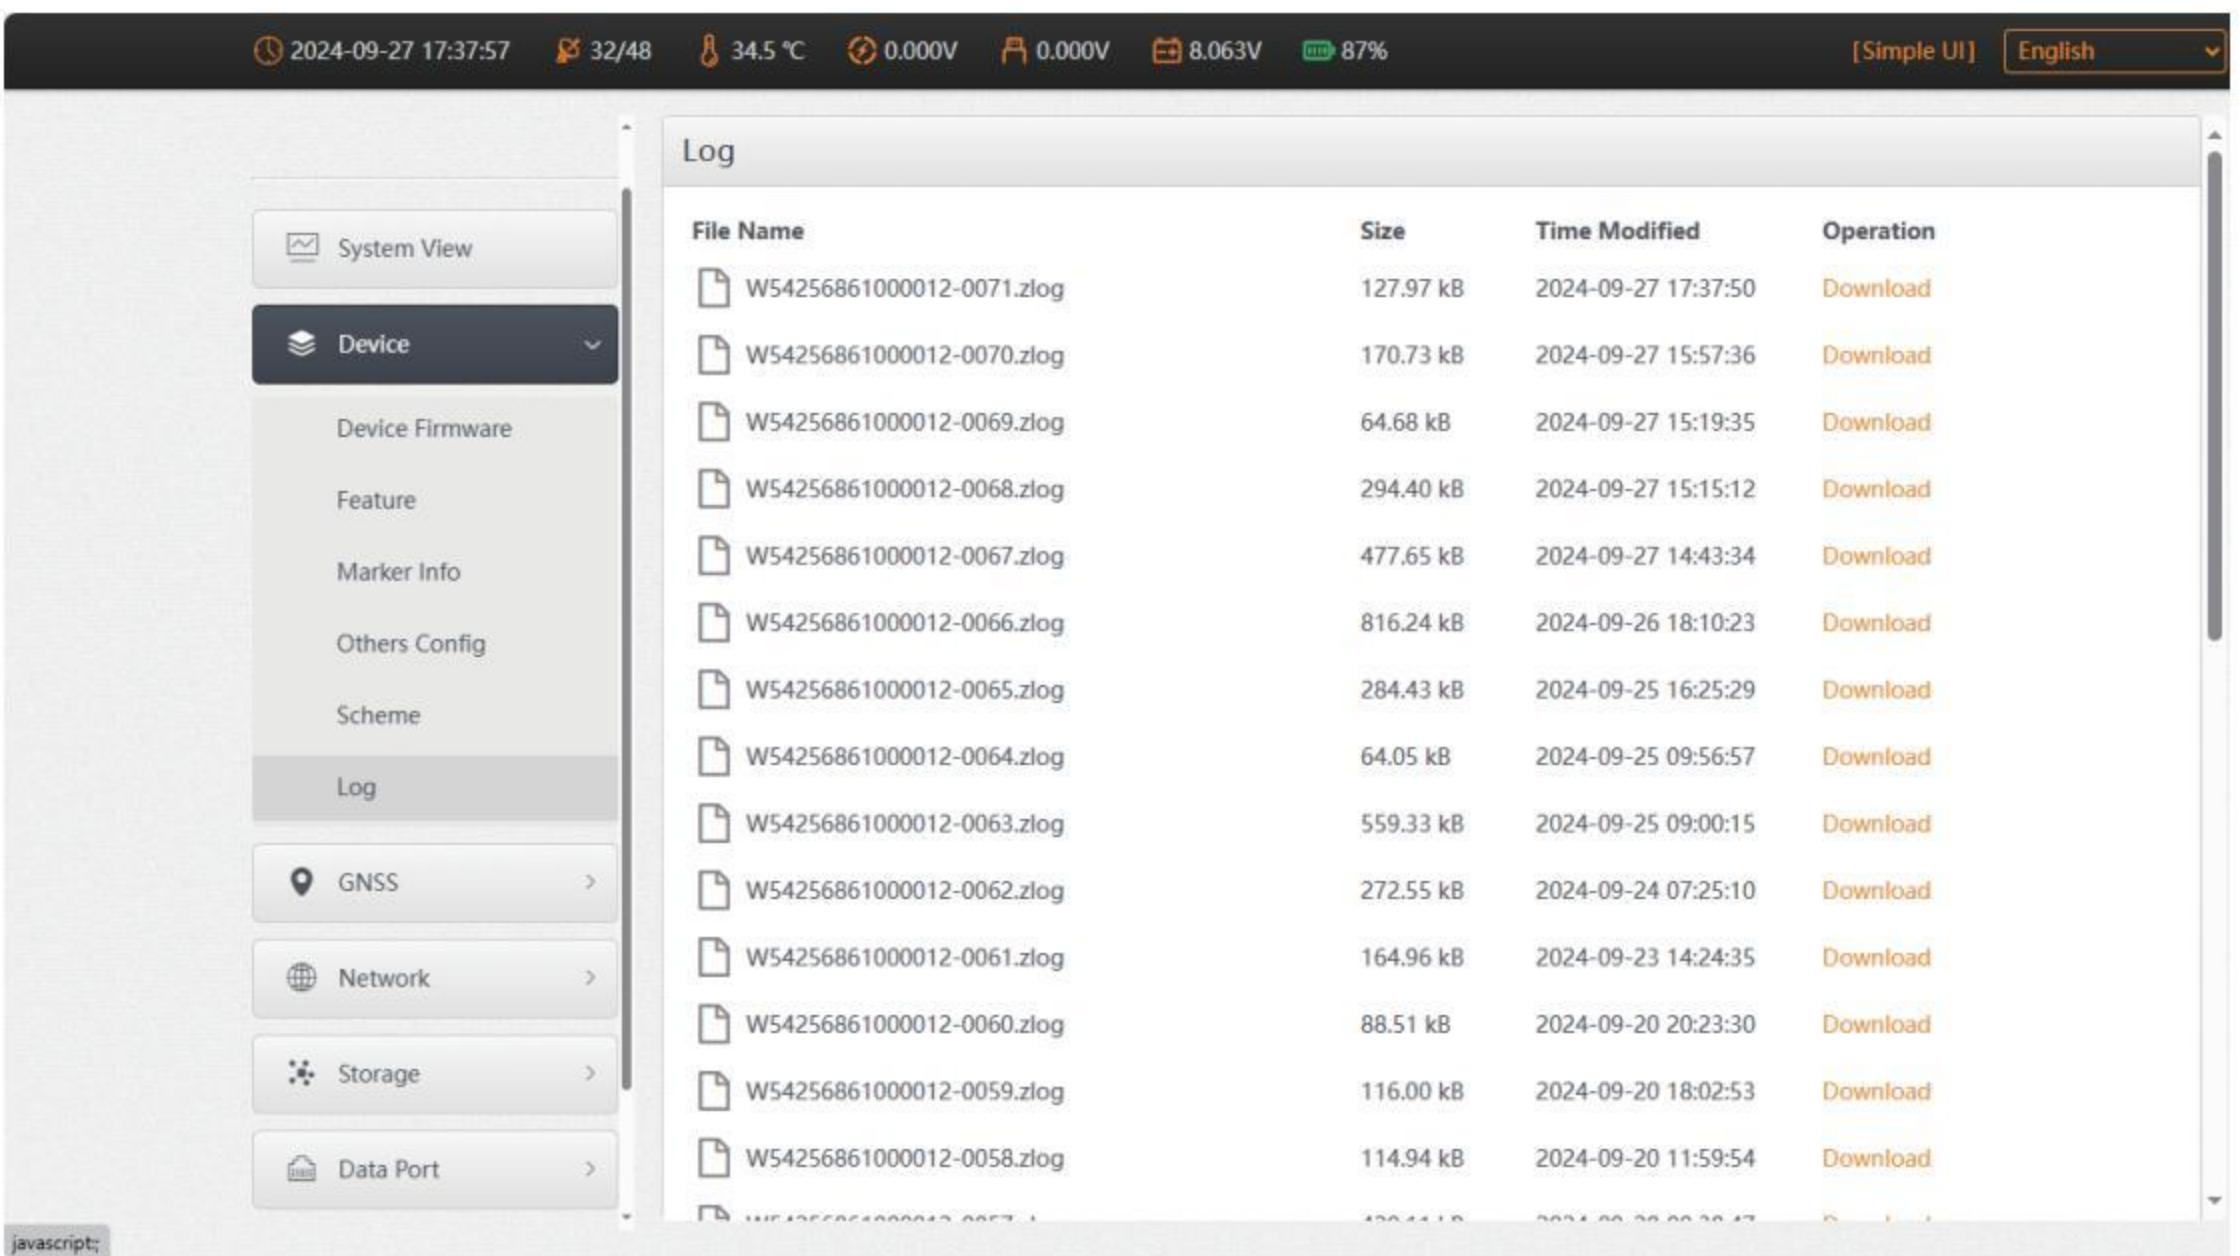 2024-09-27 17:37:57 32/48 34.5 ℃ 0.000V 0.000V 8.063V 87% [Simple UI] English
Log
System View
Device
Device Firmware
Feature
Marker Info
Others Config
Scheme
Log
GNSS
Network
Storage
Data Port
File Name Size Time Modified Operation
W54256861000012-0071.zlog 127.97 kB 2024-09-27 17:37:50 Download
W54256861000012-0070.zlog 170.73 kB 2024-09-27 15:57:36 Download
W54256861000012-0069.zlog 64.68 kB 2024-09-27 15:19:35 Download
W54256861000012-0068.zlog 294.40 kB 2024-09-27 15:15:12 Download
W54256861000012-0067.zlog 477.65 kB 2024-09-27 14:43:34 Download
W54256861000012-0066.zlog 816.24 kB 2024-09-26 18:10:23 Download
W54256861000012-0065.zlog 284.43 kB 2024-09-25 16:25:29 Download
W54256861000012-0064.zlog 64.05 kB 2024-09-25 09:56:57 Download
W54256861000012-0063.zlog 559.33 kB 2024-09-25 09:00:15 Download
W54256861000012-0062.zlog 272.55 kB 2024-09-24 07:25:10 Download
W54256861000012-0061.zlog 164.96 kB 2024-09-23 14:24:35 Download
W54256861000012-0060.zlog 88.51 kB 2024-09-20 20:23:30 Download
W54256861000012-0059.zlog 116.00 kB 2024-09-20 18:02:53 Download
W54256861000012-0058.zlog 114.94 kB 2024-09-20 11:59:54 Download
javascript:;